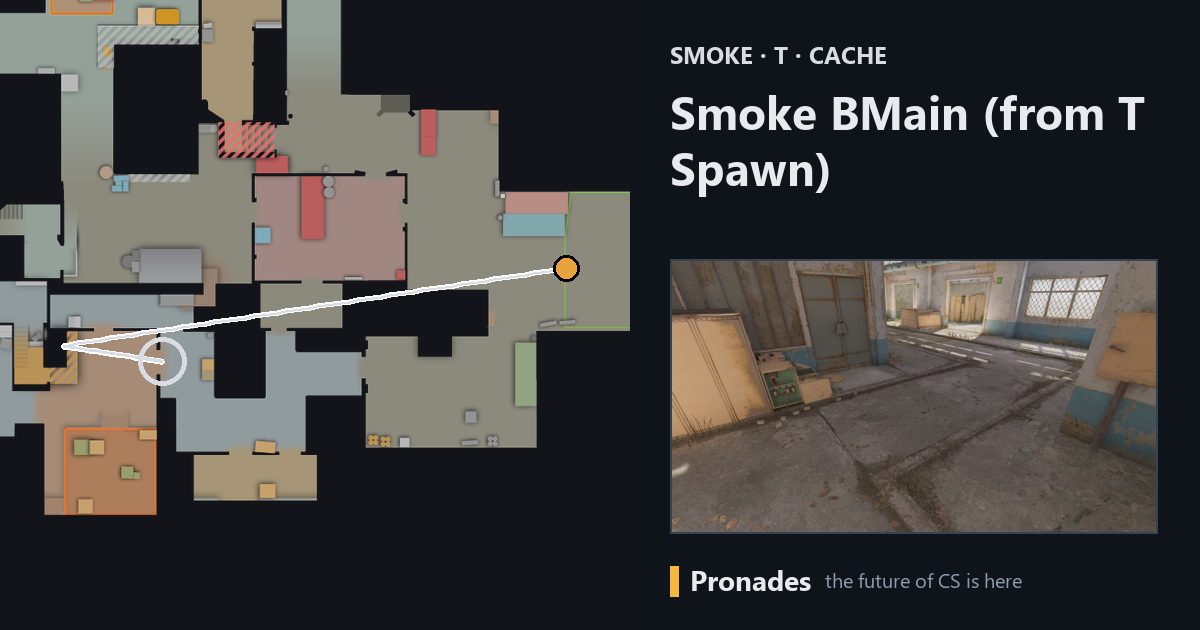 SMOKE · T · CACHE
Smoke BMain (from T
Spawn)
Pronades the future of CS is here